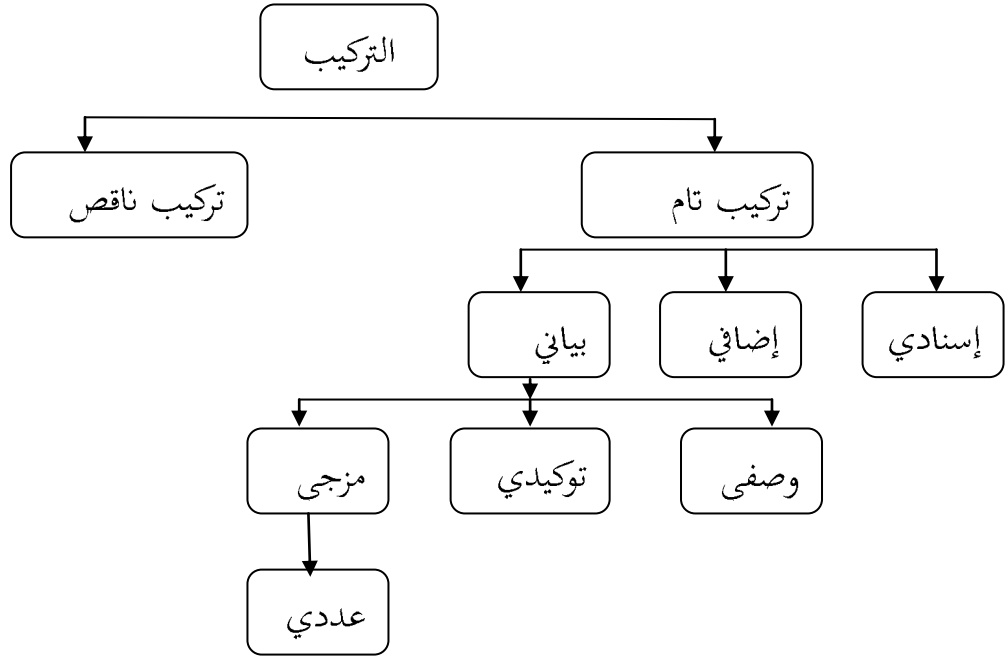 التركيب
تركيب تام
تركيب ناقص
إسنادي
إضافي
بياني
وصفى
توكيدي
مزجى
عددي